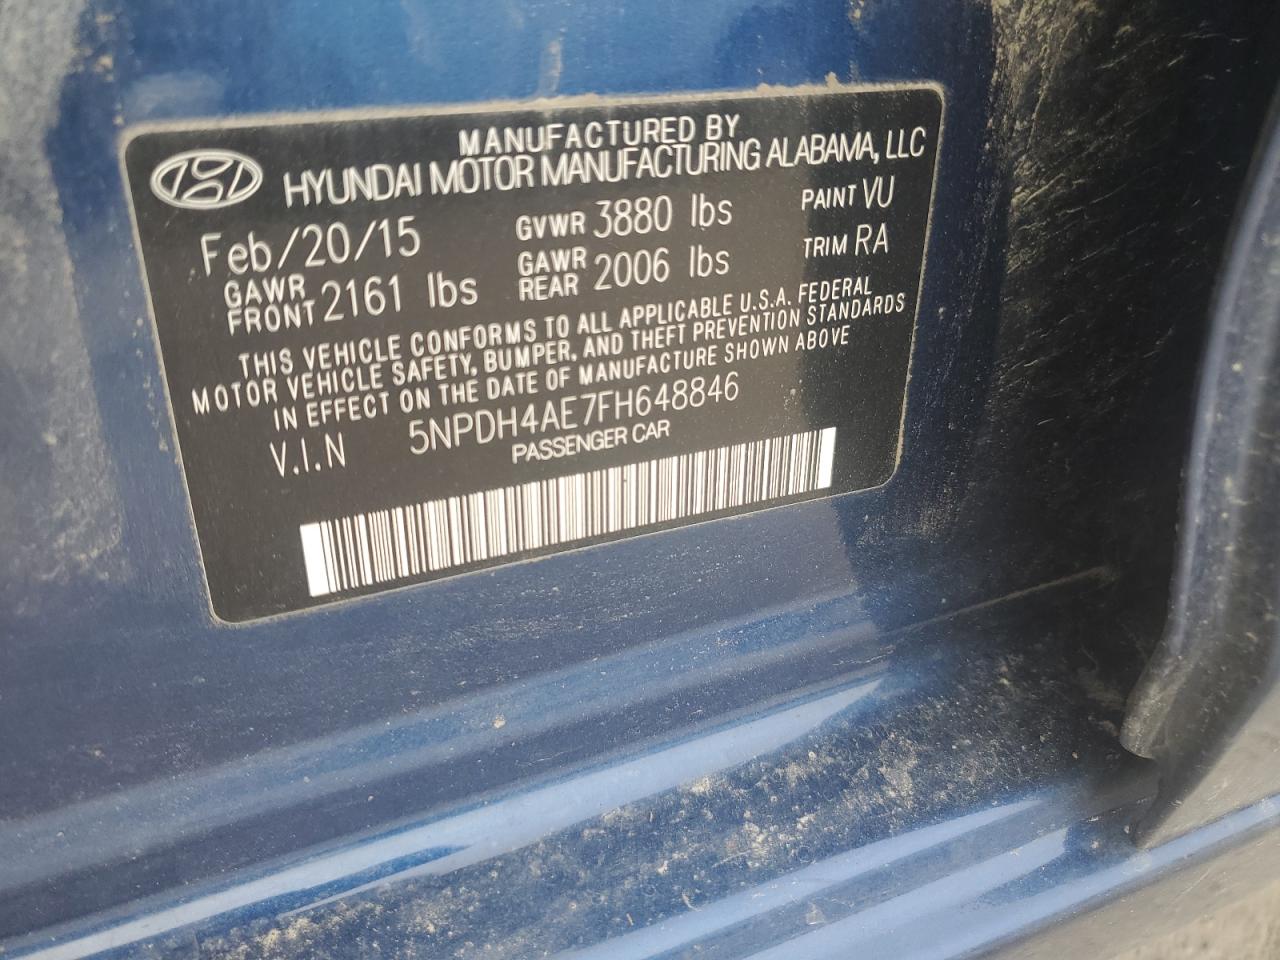 MANUFACTURED BY
HYUNDAI MOTOR MANUFACTURING ALABAMA, LLC
Feb/20/15 GVWR 3880 lbs PAINT VU
GAWR FRONT 2161 lbs GAWR REAR 2006 lbs TRIM RA
THIS VEHICLE CONFORMS TO ALL APPLICABLE U.S.A. FEDERAL
MOTOR VEHICLE SAFETY, BUMPER, AND THEFT PREVENTION STANDARDS
IN EFFECT ON THE DATE OF MANUFACTURE SHOWN ABOVE
V.I.N 5NPDH4AE7FH648846
PASSENGER CAR